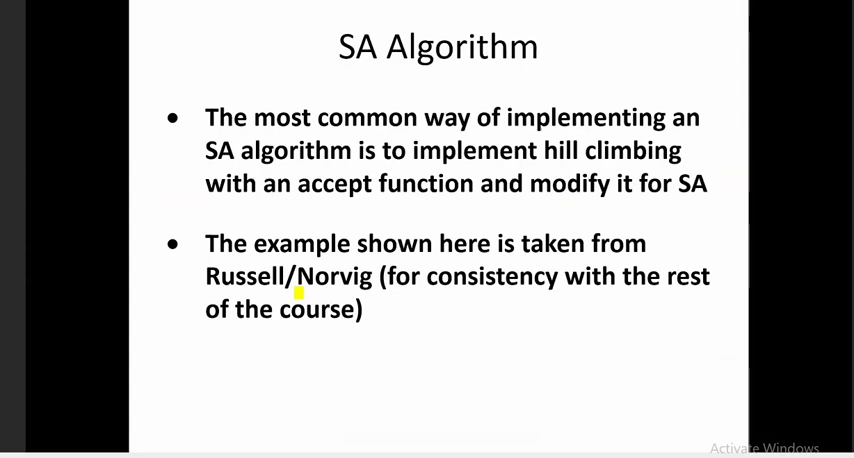 SA Algorithm
• The most common way of implementing an
SA algorithm is to implement hill climbing
with an accept function and modify it for SA
• The example shown here is taken from
Russell/Norvig (for consistency with the rest
of the course)
Activate Windows